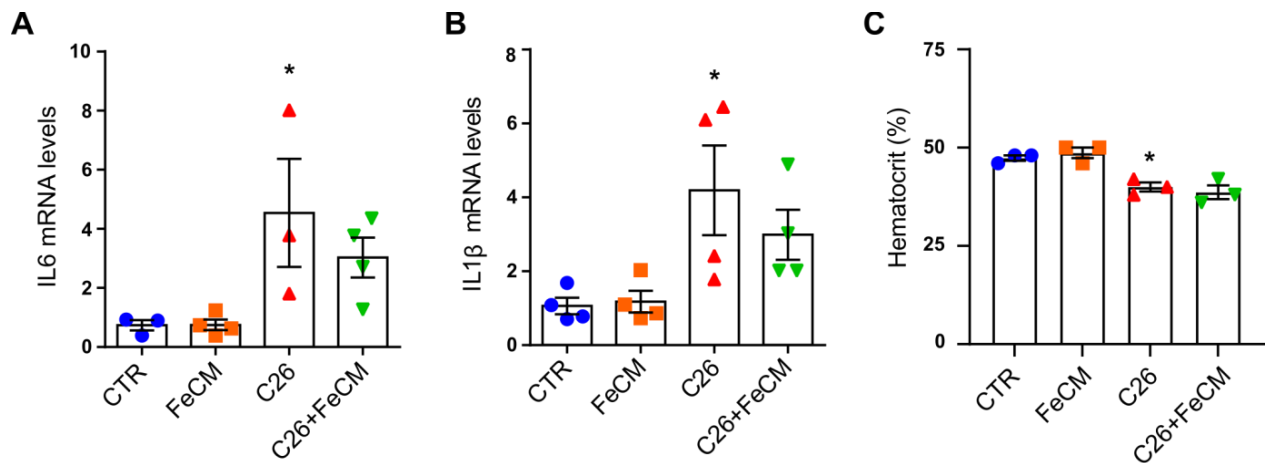 A
IL6 mRNA levels
10
8
6
4
2
0
*
CTR
FeCM
C26
C26+FeCM
B
IL1β mRNA levels
8
6
4
2
0
*
CTR
FeCM
C26
C26+FeCM
C
Hematocrit (%)
75
50
25
0
*
CTR
FeCM
C26
C26+FeCM